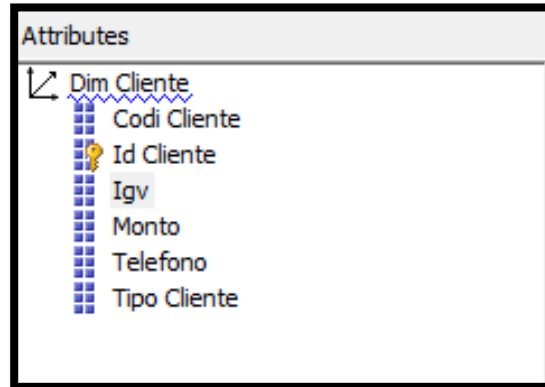 Attributes
Dim Cliente
Codi Cliente
Id Cliente
Igv
Monto
Telefono
Tipo Cliente